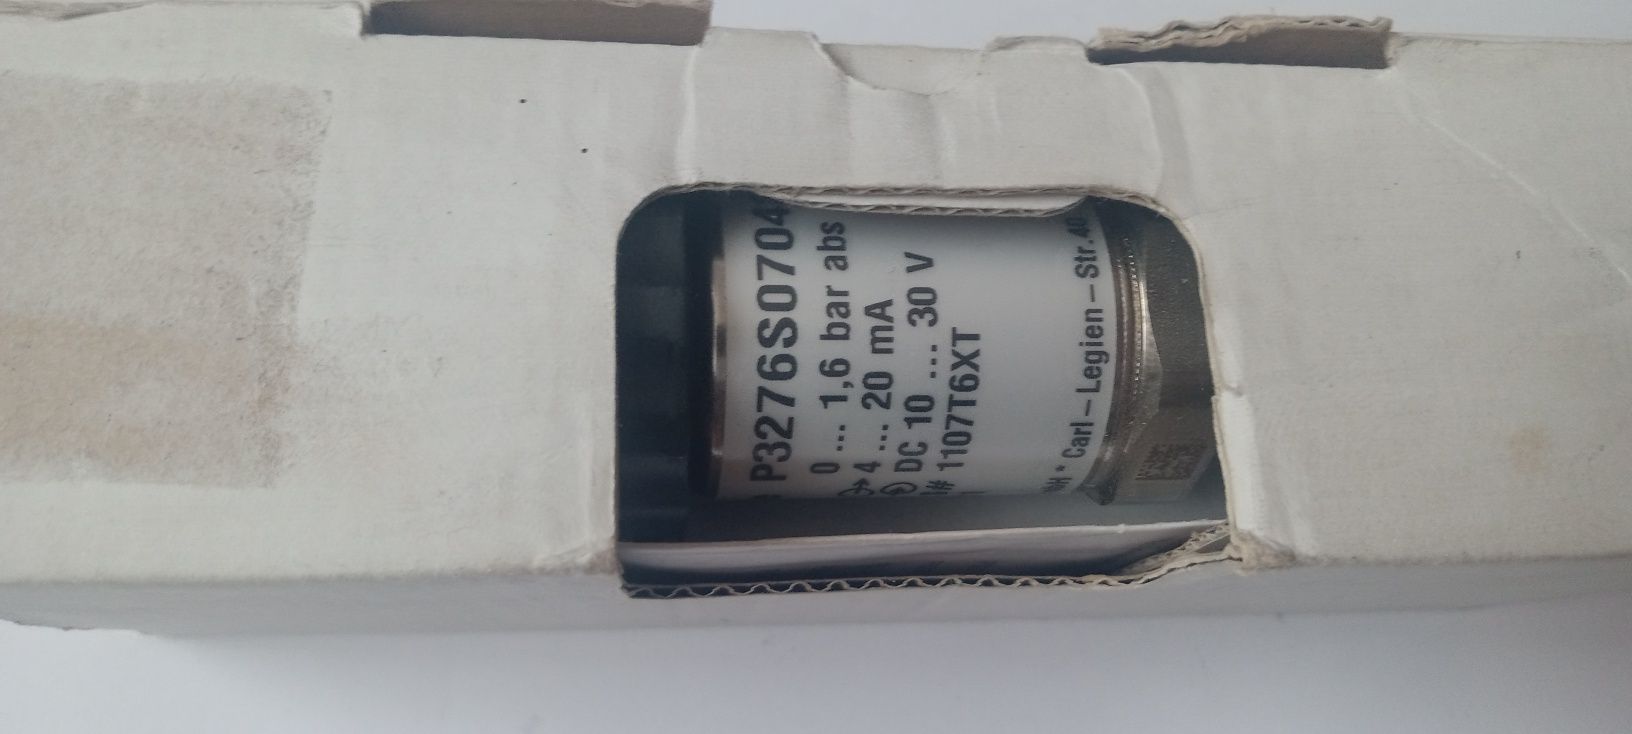 P3276S0704
0 ... 1,6 bar abs
4 ... 20 mA
DC 10 ... 30 V
# 1107T6XT
* Carl-Legien-Str. 40